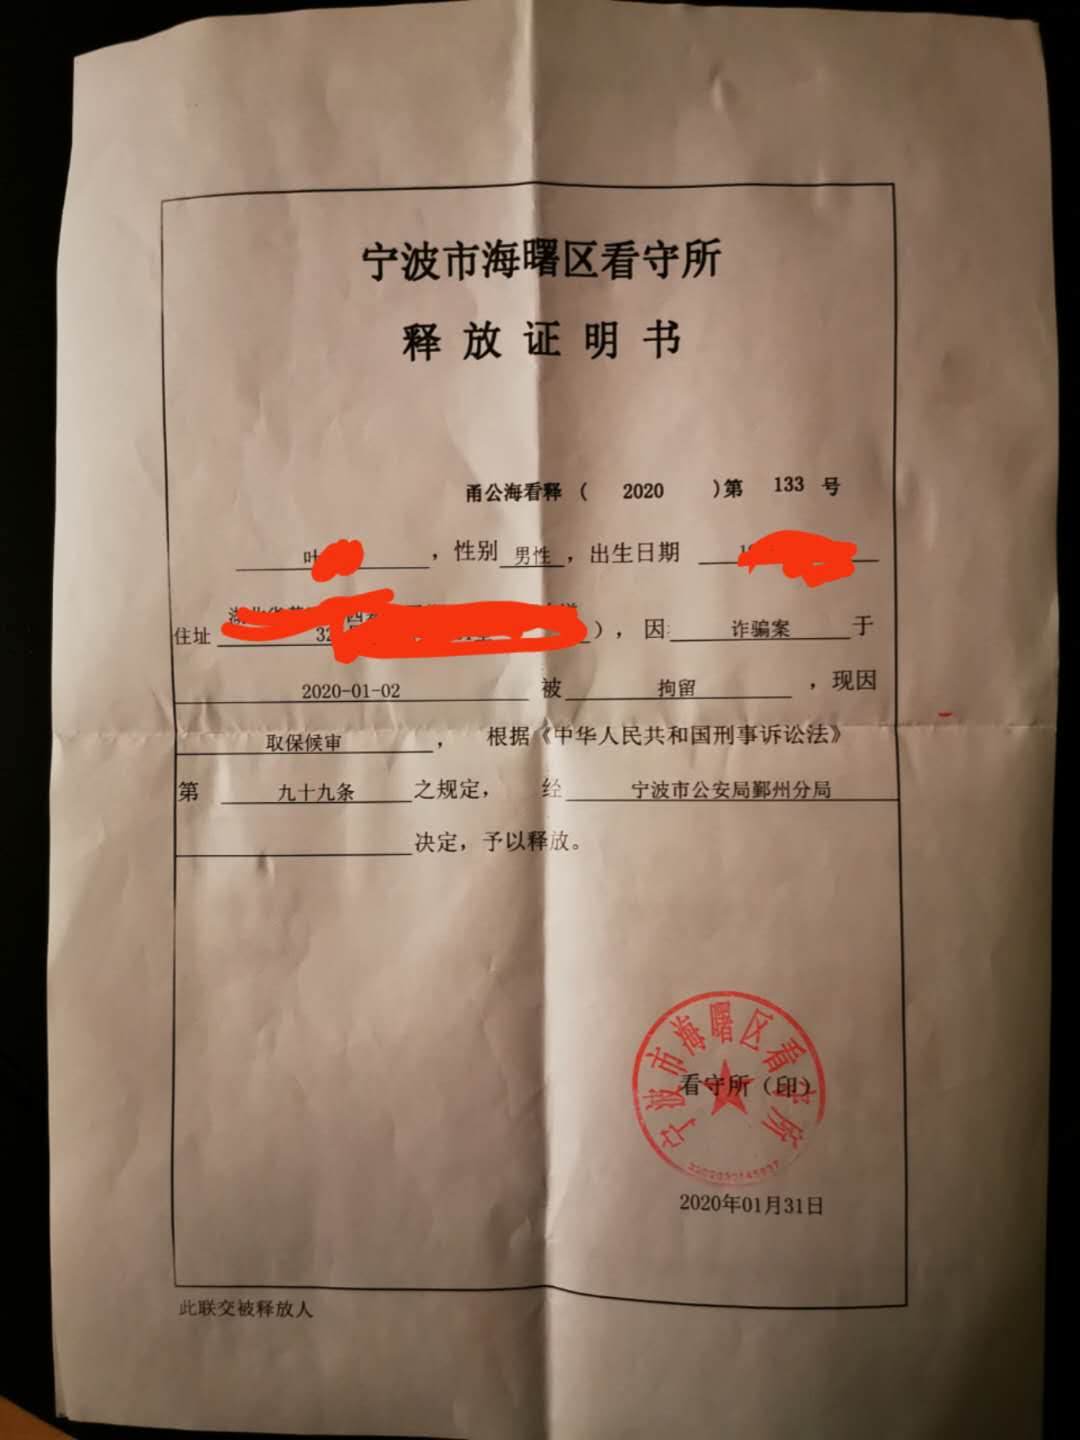 宁波市海曙区看守所
释放证明书
甬公海看释(2020)第133号
叶，性别男性，出生日期
住址 32），因：诈骗案于
2020-01-02被拘留，现因
取保候审，根据《中华人民共和国刑事诉讼法》
第九十九条之规定，经宁波市公安局鄞州分局
决定，予以释放。
宁波市海曙区看守所
看守所（印）
2020年01月31日
此联交被释放人